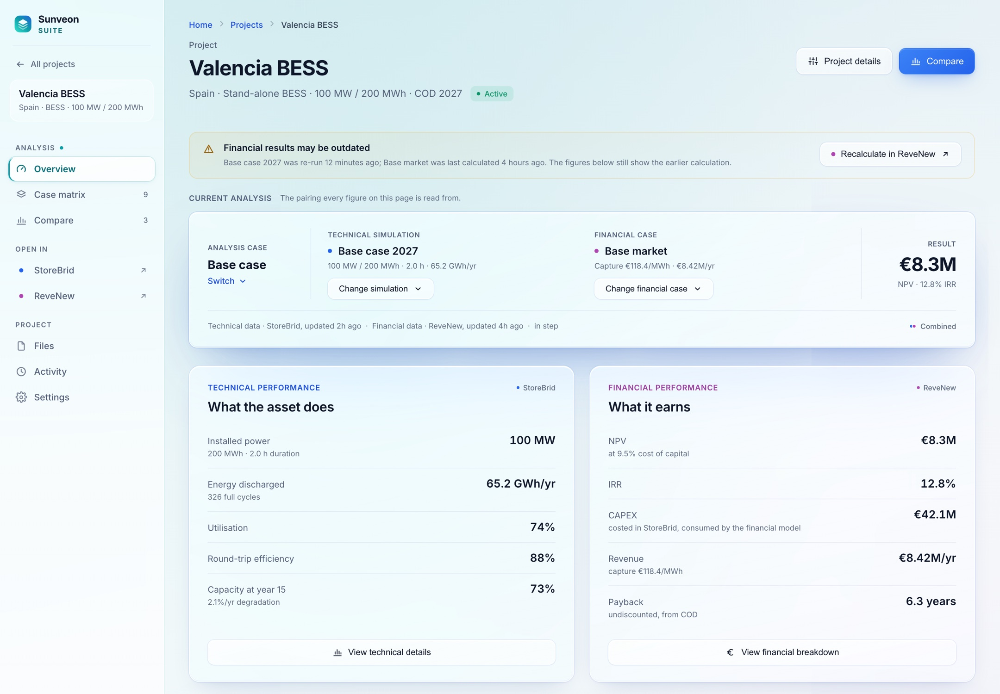 Sunveon
SUITE
All projects
Valencia BESS
Spain · BESS · 100 MW / 200 MWh
ANALYSIS
Overview
Case matrix 9
Compare 3
OPEN IN
StoreBrid
ReveNew
PROJECT
Files
Activity
Settings
Home > Projects > Valencia BESS
Project
Valencia BESS
Spain · Stand-alone BESS · 100 MW / 200 MWh · COD 2027 Active
Project details
Compare
Financial results may be outdated
Base case 2027 was re-run 12 minutes ago; Base market was last calculated 4 hours ago. The figures below still show the earlier calculation.
Recalculate in ReveNew
CURRENT ANALYSIS The pairing every figure on this page is read from.
ANALYSIS CASE
Base case
Switch
TECHNICAL SIMULATION
Base case 2027
100 MW / 200 MWh · 2.0 h · 65.2 GWh/yr
Change simulation
FINANCIAL CASE
Base market
Capture €118.4/MWh · €8.42M/yr
Change financial case
RESULT
€8.3M
NPV · 12.8% IRR
Technical data · StoreBrid, updated 2h ago · Financial data · ReveNew, updated 4h ago · in step
Combined
TECHNICAL PERFORMANCE
StoreBrid
What the asset does
Installed power 100 MW
200 MWh · 2.0 h duration
Energy discharged 65.2 GWh/yr
326 full cycles
Utilisation 74%
Round-trip efficiency 88%
Capacity at year 15 73%
2.1%/yr degradation
View technical details
FINANCIAL PERFORMANCE
ReveNew
What it earns
NPV €8.3M
at 9.5% cost of capital
IRR 12.8%
CAPEX €42.1M
costed in StoreBrid, consumed by the financial model
Revenue €8.42M/yr
capture €118.4/MWh
Payback 6.3 years
undiscounted, from COD
€ View financial breakdown